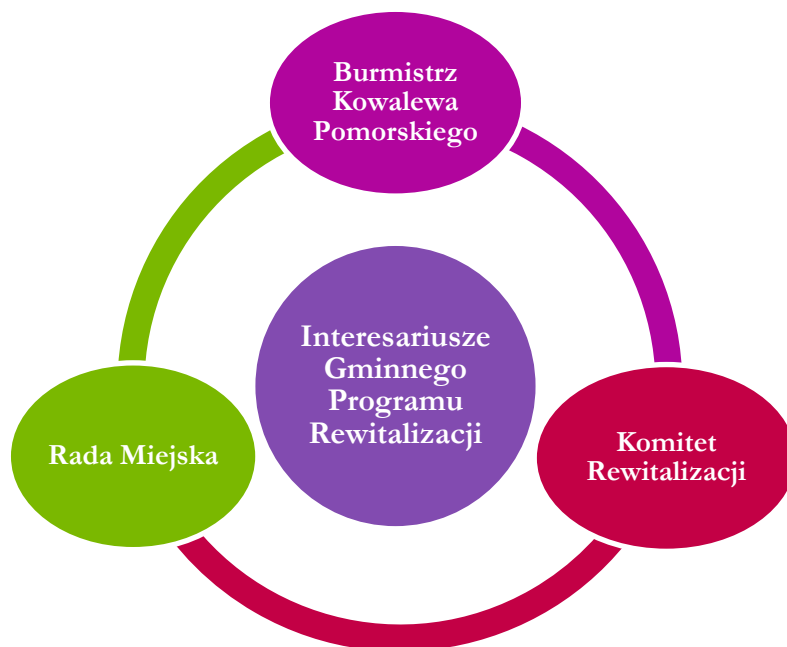 Burmistrz
Kowalewa
Pomorskiego
Interesariusze
Gminnego
Programu
Rewitalizacji
Rada Miejska
Komitet
Rewitalizacji